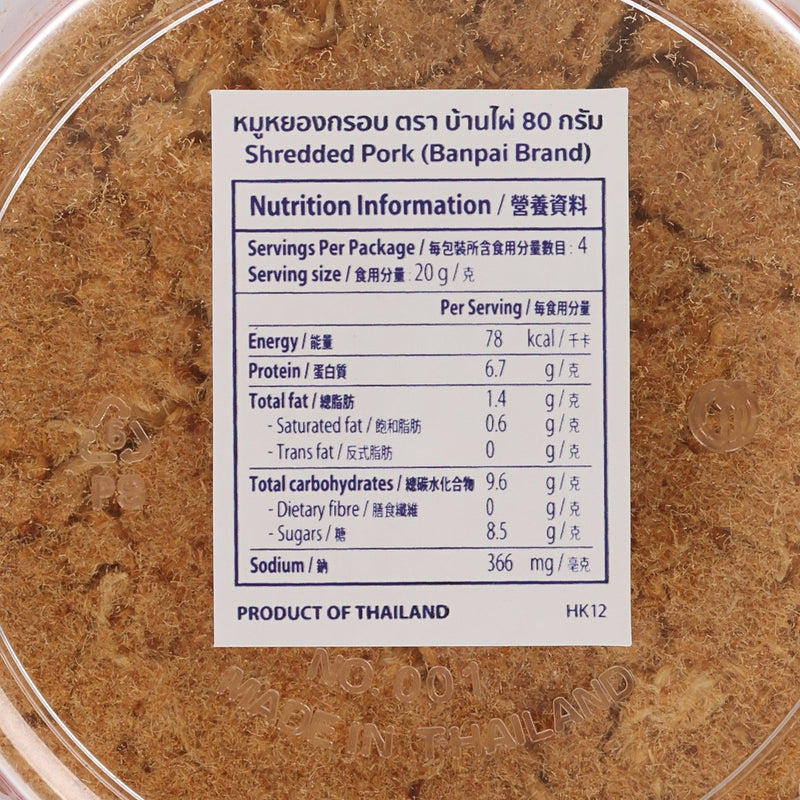 หมูหยองกรอบ ตรา บ้านไผ่ 80 กรัม
Shredded Pork (Banpai Brand)
Nutrition Information / 營養資料
Servings Per Package / 每包裝所含食用分量數目 : 4
Serving size / 食用分量 : 20 g / 克
Per Serving / 每食用分量
Energy / 能量 78 kcal / 千卡
Protein / 蛋白質 6.7 g / 克
Total fat / 總脂肪 1.4 g / 克
- Saturated fat / 飽和脂肪 0.6 g / 克
- Trans fat / 反式脂肪 0 g / 克
Total carbohydrates / 總碳水化合物 9.6 g / 克
- Dietary fibre / 膳食纖維 0 g / 克
- Sugars / 糖 8.5 g / 克
Sodium / 鈉 366 mg / 毫克
PRODUCT OF THAILAND HK12
6
PS
NO. 001
MADE IN THAILAND